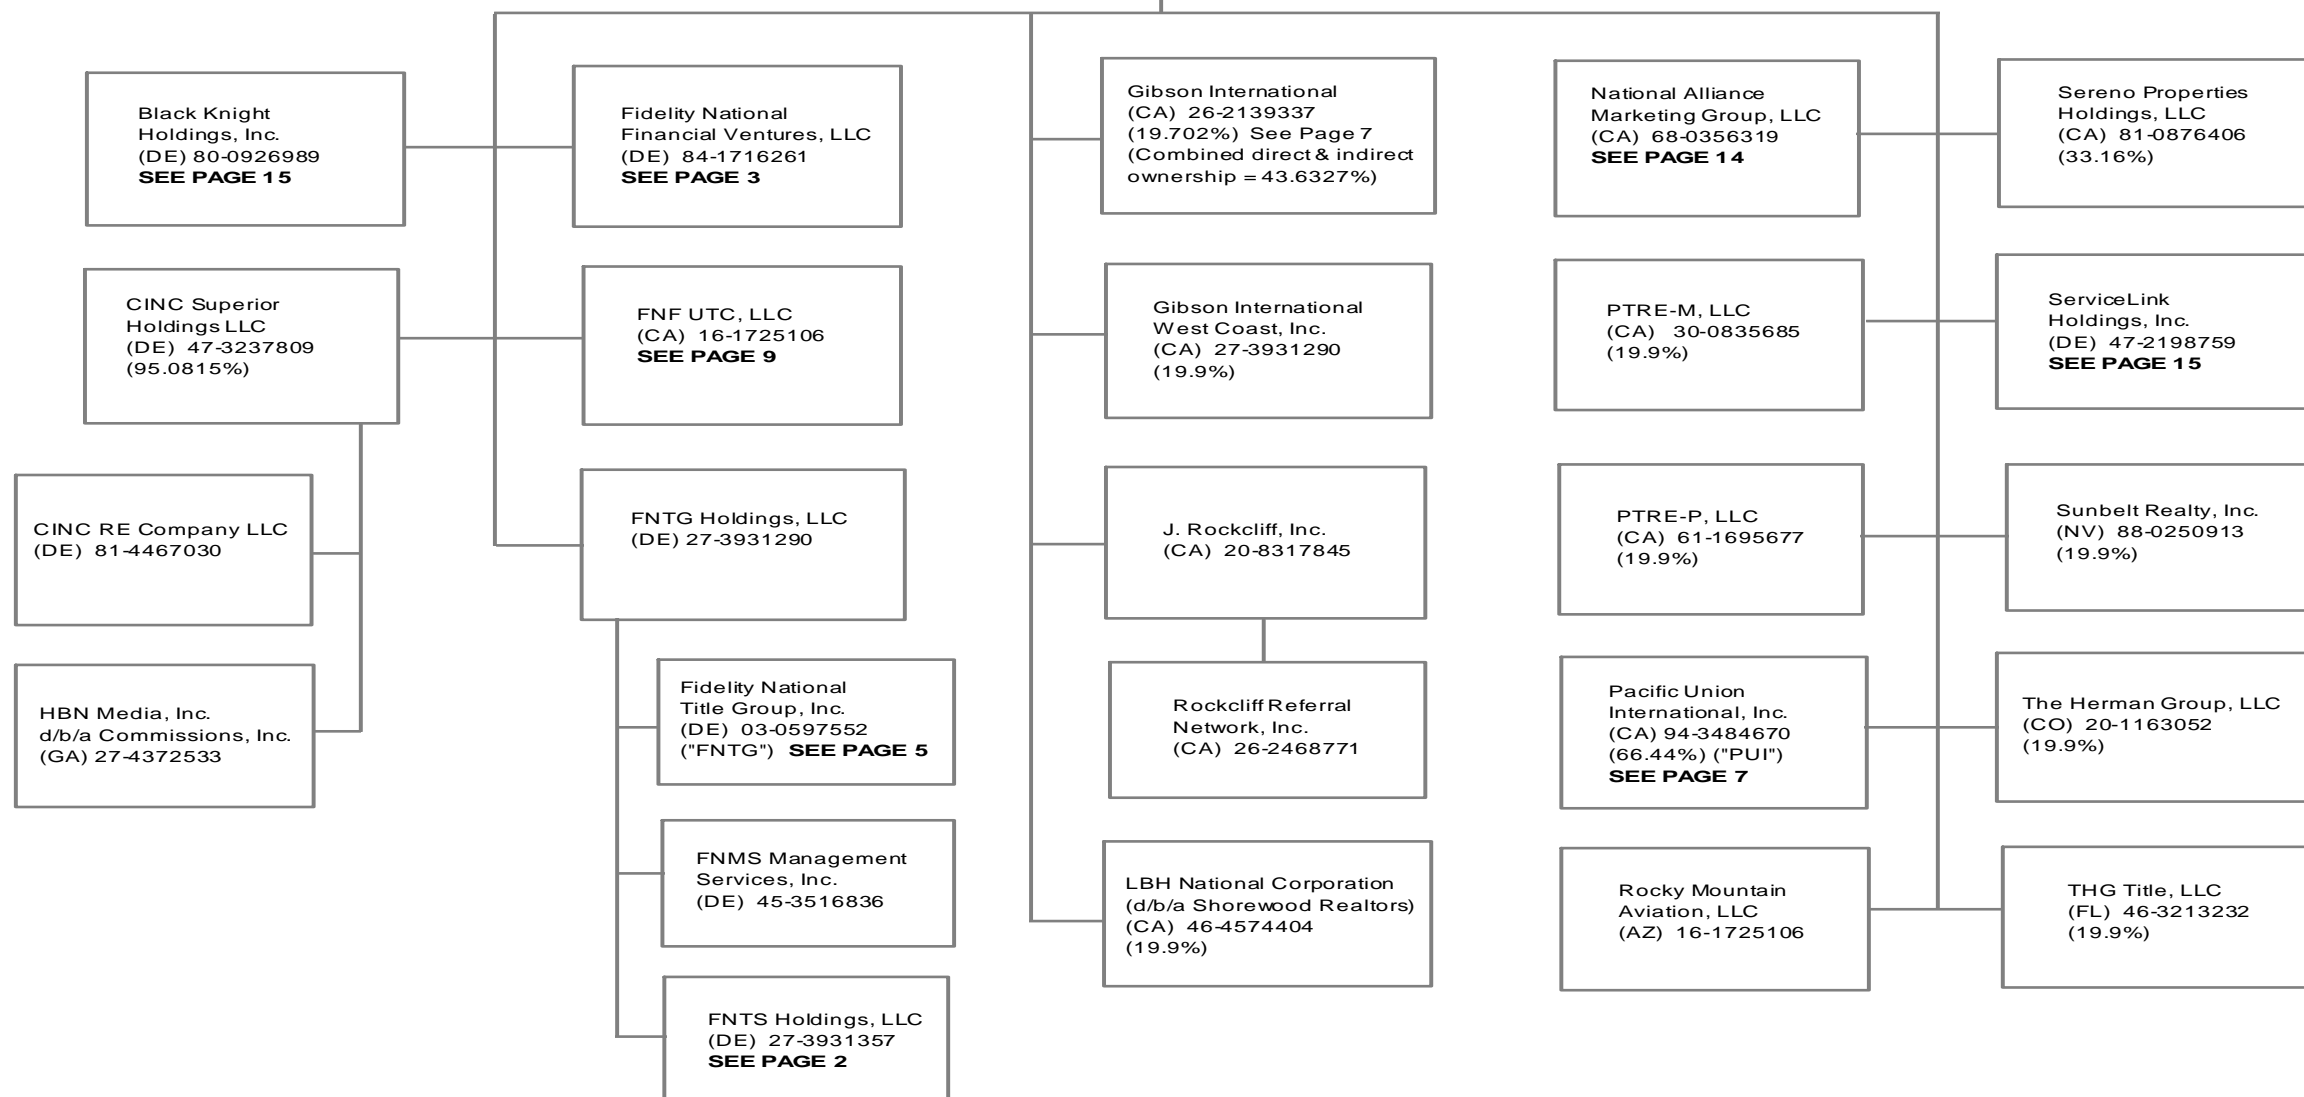 Black Knight
Holdings, Inc.
(DE) 80-0926989
SEE PAGE 15
Fidelity National
Financial Ventures, LLC
(DE) 84-1716261
SEE PAGE 3
Gibson International
(CA) 26-2139337
(19.702%) See Page 7
(Combined direct & indirect
ownership = 43.6327%)
National Alliance
Marketing Group, LLC
(CA) 68-0356319
SEE PAGE 14
Sereno Properties
Holdings, LLC
(CA) 81-0876406
(33.16%)
CINC Superior
Holdings LLC
(DE) 47-3237809
(95.0815%)
FNF UTC, LLC
(CA) 16-1725106
SEE PAGE 9
Gibson International
West Coast, Inc.
(CA) 27-3931290
(19.9%)
PTRE-M, LLC
(CA) 30-0835685
(19.9%)
ServiceLink
Holdings, Inc.
(DE) 47-2198759
SEE PAGE 15
CINC RE Company LLC
(DE) 81-4467030
FNTG Holdings, LLC
(DE) 27-3931290
J. Rockcliff, Inc.
(CA) 20-8317845
PTRE-P, LLC
(CA) 61-1695677
(19.9%)
Sunbelt Realty, Inc.
(NV) 88-0250913
(19.9%)
HBN Media, Inc.
d/b/a Commissions, Inc.
(GA) 27-4372533
Fidelity National
Title Group, Inc.
(DE) 03-0597552
("FNTG") SEE PAGE 5
Rockcliff Referral
Network, Inc.
(CA) 26-2468771
Pacific Union
International, Inc.
(CA) 94-3484670
(66.44%) ("PUI")
SEE PAGE 7
The Herman Group, LLC
(CO) 20-1163052
(19.9%)
FNMS Management
Services, Inc.
(DE) 45-3516836
LBH National Corporation
(d/b/a Shorewood Realtors)
(CA) 46-4574404
(19.9%)
Rocky Mountain
Aviation, LLC
(AZ) 16-1725106
THG Title, LLC
(FL) 46-3213232
(19.9%)
FNTS Holdings, LLC
(DE) 27-3931357
SEE PAGE 2